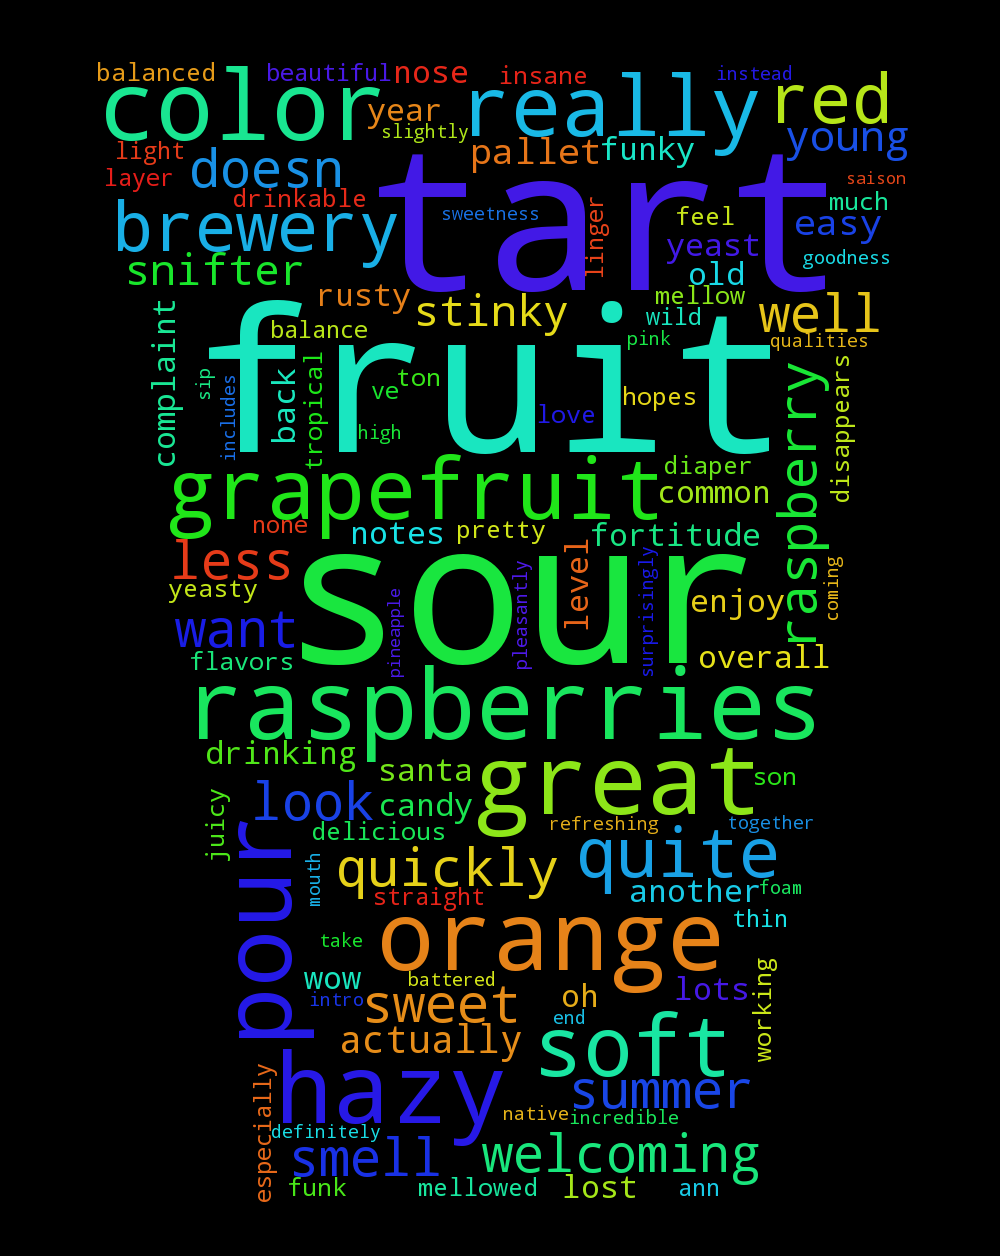 balanced
beautiful
nose
insane
instead
color
really
red
year
slightly
young
light
doesn
pallet
funky
tart
layer
saison
drinkable
brewery
sweetness
linger
feel
much
easy
yeast
goodness
snifter
old
rusty
stinky
mellow
well
complaint
balance
wild
pink
qualities
fruit
sip
includes
back
tropical
ve
ton
love
hopes
raspberry
disappears
high
grapefruit
diaper
common
none
notes
pretty
fortitude
less
sour
level
yeasty
pineapple
pleasantly
surprisingly
enjoy
coming
want
flavors
overall
raspberries
drinking
santa
great
son
juicy
look
candy
delicious
refreshing
together
pour
mouth
quickly
quite
straight
another
foam
orange
thin
take
wow
battered
lots
working
intro
sweet
oh
end
actually
soft
hazy
summer
especially
native
incredible
definitely
smell
welcoming
funk
mellowed
lost
ann